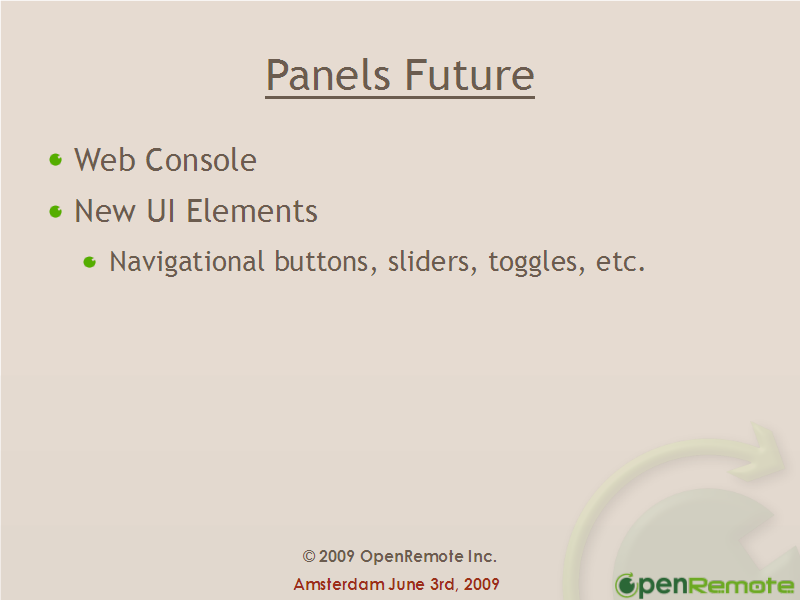 Panels Future
Web Console
New UI Elements
Navigational buttons, sliders, toggles, etc.
© 2009 OpenRemote Inc.
Amsterdam June 3rd, 2009
OpenRemote